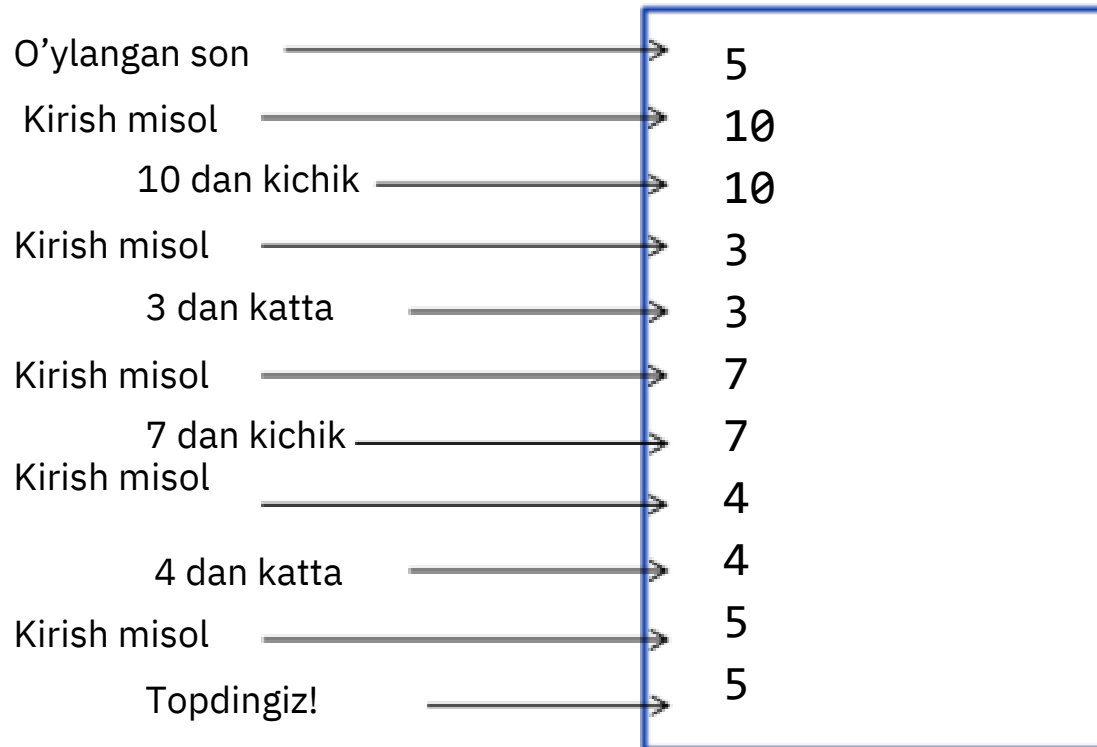 O’ylangan son 5
Kirish misol 10
10 dan kichik 10
Kirish misol 3
3 dan katta 3
Kirish misol 7
7 dan kichik 7
Kirish misol 4
4 dan katta 4
Kirish misol 5
Topdingiz! 5